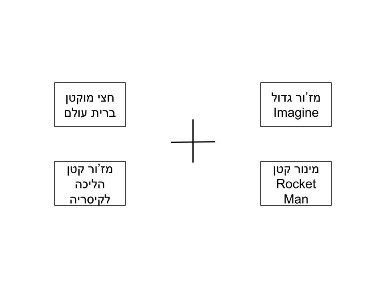 חצי מוקטן
ברית עולם
מז'ור גדול
Imagine
מז'ור קטן
הליכה
לקיסריה
מינור קטן
Rocket
Man